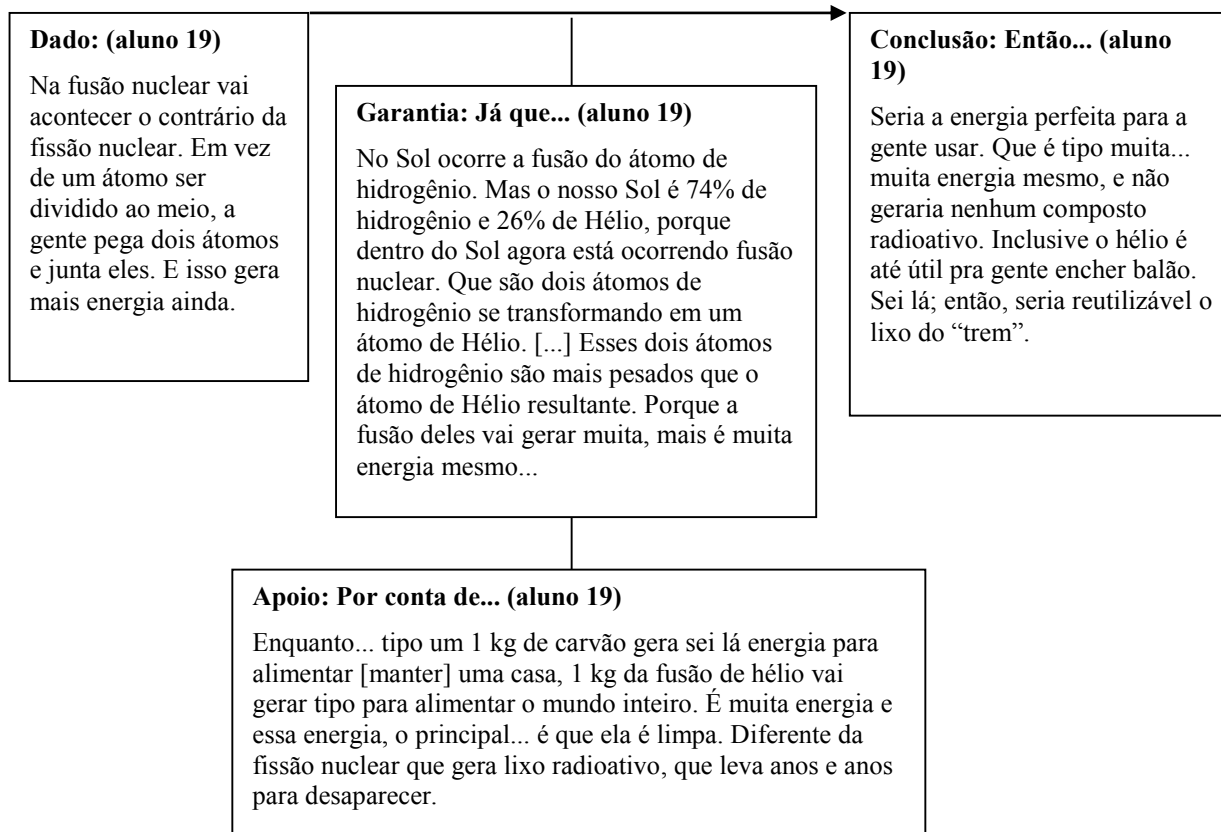 Dado: (aluno 19)
Na fusão nuclear vai
acontecer o contrário da
fissão nuclear. Em vez
de um átomo ser
dividido ao meio, a
gente pega dois átomos
e junta eles. E isso gera
mais energia ainda.
Garantia: Já que... (aluno 19)
No Sol ocorre a fusão do átomo de
hidrogênio. Mas o nosso Sol é 74% de
hidrogênio e 26% de Hélio, porque
dentro do Sol agora está ocorrendo fusão
nuclear. Que são dois átomos de
hidrogênio se transformando em um
átomo de Hélio. [...] Esses dois átomos
de hidrogênio são mais pesados que o
átomo de Hélio resultante. Porque a
fusão deles vai gerar muita, mais é muita
energia mesmo...
Conclusão: Então... (aluno
19)
Seria a energia perfeita para a
gente usar. Que é tipo muita...
muita energia mesmo, e não
geraria nenhum composto
radioativo. Inclusive o hélio é
até útil pra gente encher balão.
Sei lá; então, seria reutilizável o
lixo do “trem”.
Apoio: Por conta de... (aluno 19)
Enquanto... tipo um 1 kg de carvão gera sei lá energia para
alimentar [manter] uma casa, 1 kg da fusão de hélio vai
gerar tipo para alimentar o mundo inteiro. É muita energia e
essa energia, o principal... é que ela é limpa. Diferente da
fissão nuclear que gera lixo radioativo, que leva anos e anos
para desaparecer.